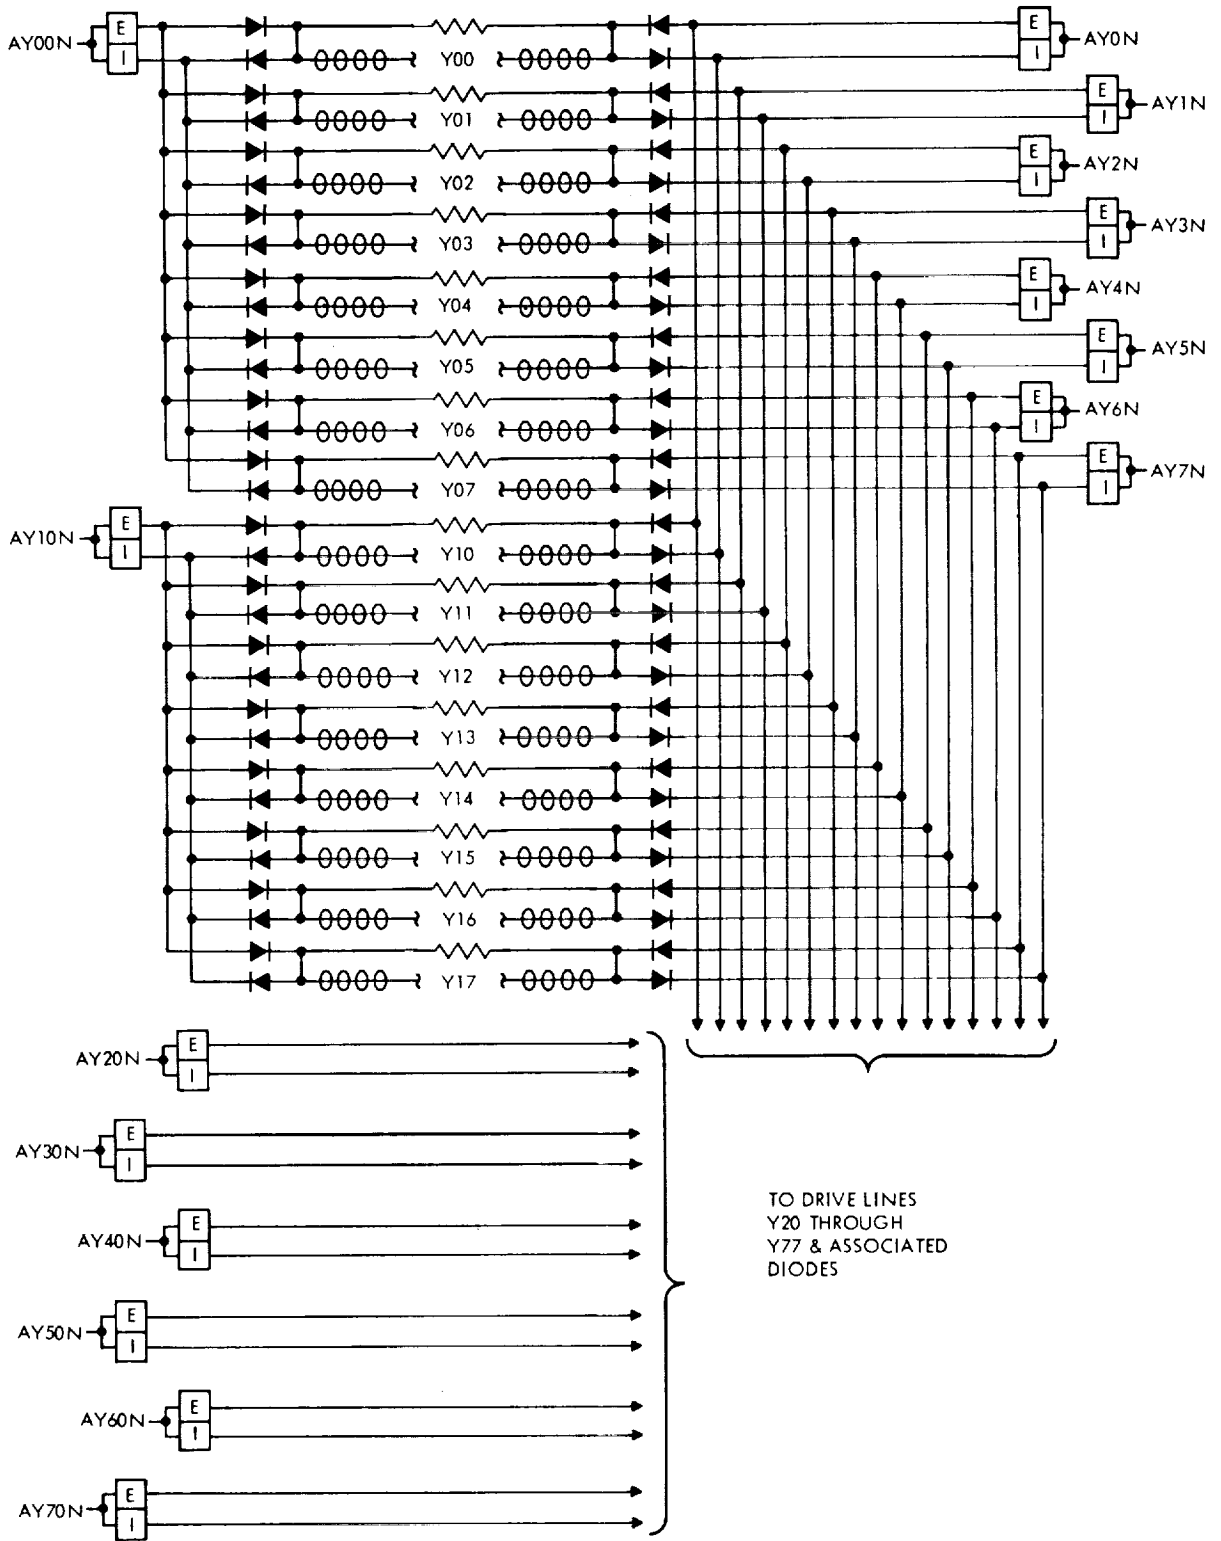 AY00N E I Y00 E I AY0N
Y01 E I AY1N
Y02 E I AY2N
Y03 E I AY3N
Y04 E I AY4N
Y05 E I AY5N
Y06 E I AY6N
Y07 E I AY7N
AY10N E I Y10
Y11
Y12
Y13
Y14
Y15
Y16
Y17
AY20N E I
AY30N E I
AY40N E I
AY50N E I
AY60N E I
AY70N E I
TO DRIVE LINES
Y20 THROUGH
Y77 & ASSOCIATED
DIODES